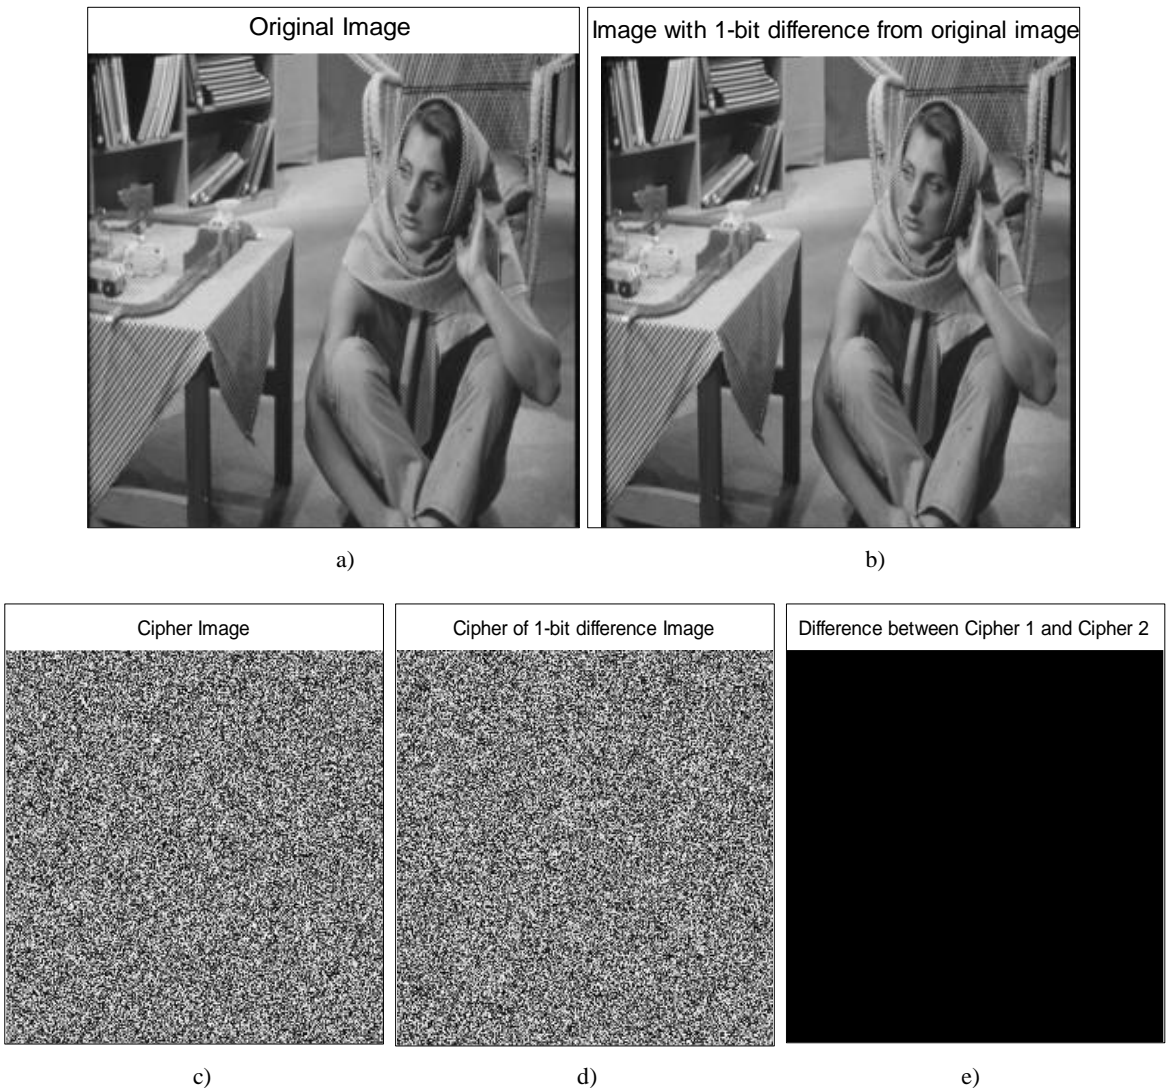 Original Image
Image with 1-bit difference from original image
a)
b)
Cipher Image
Cipher of 1-bit difference Image
Difference between Cipher 1 and Cipher 2
c)
d)
e)